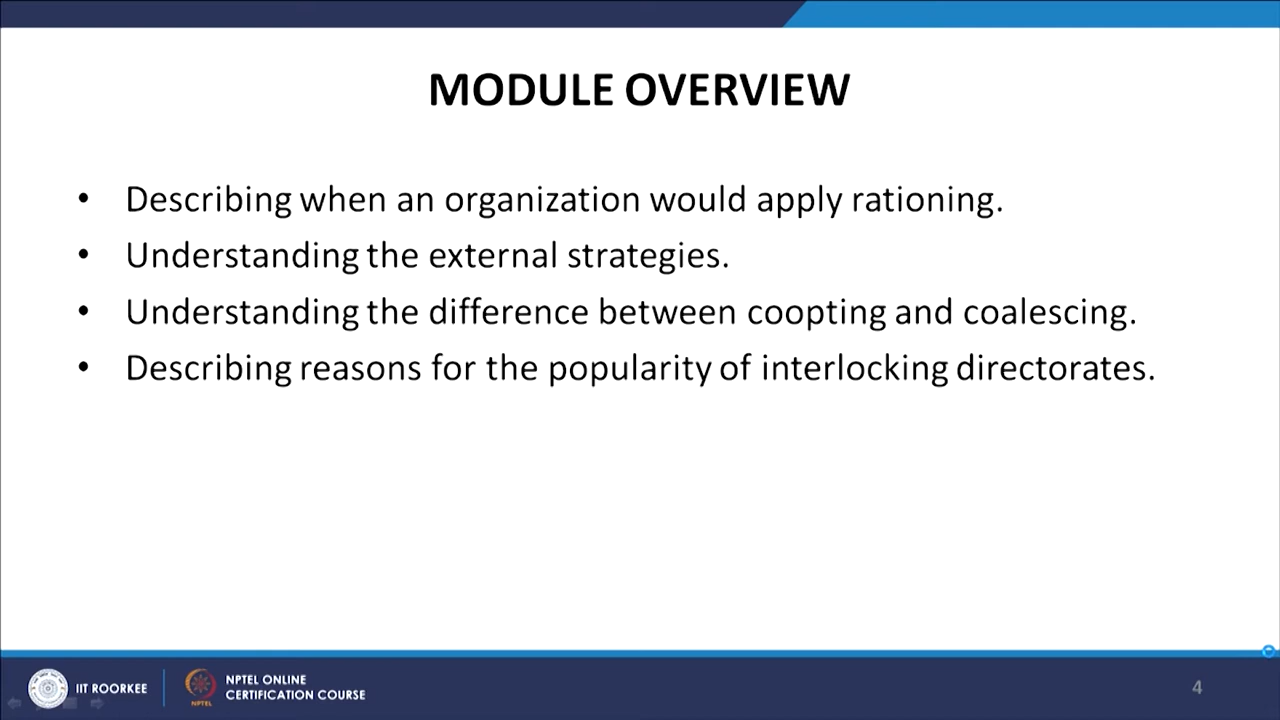 MODULE OVERVIEW
• Describing when an organization would apply rationing.
• Understanding the external strategies.
• Understanding the difference between coopting and coalescing.
• Describing reasons for the popularity of interlocking directorates.
IIT ROORKEE
NPTEL
NPTEL ONLINE
CERTIFICATION COURSE
4